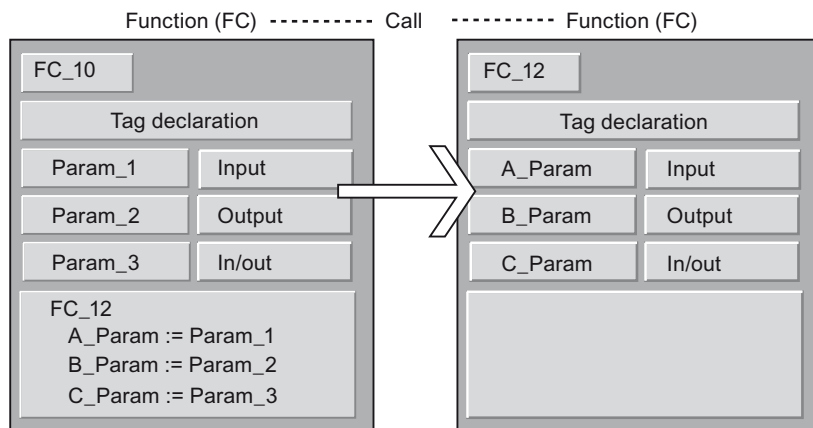 Function (FC) Call Function (FC)
FC_10
Tag declaration
Param_1 Input
Param_2 Output
Param_3 In/out
FC_12
A_Param := Param_1
B_Param := Param_2
C_Param := Param_3
FC_12
Tag declaration
A_Param Input
B_Param Output
C_Param In/out